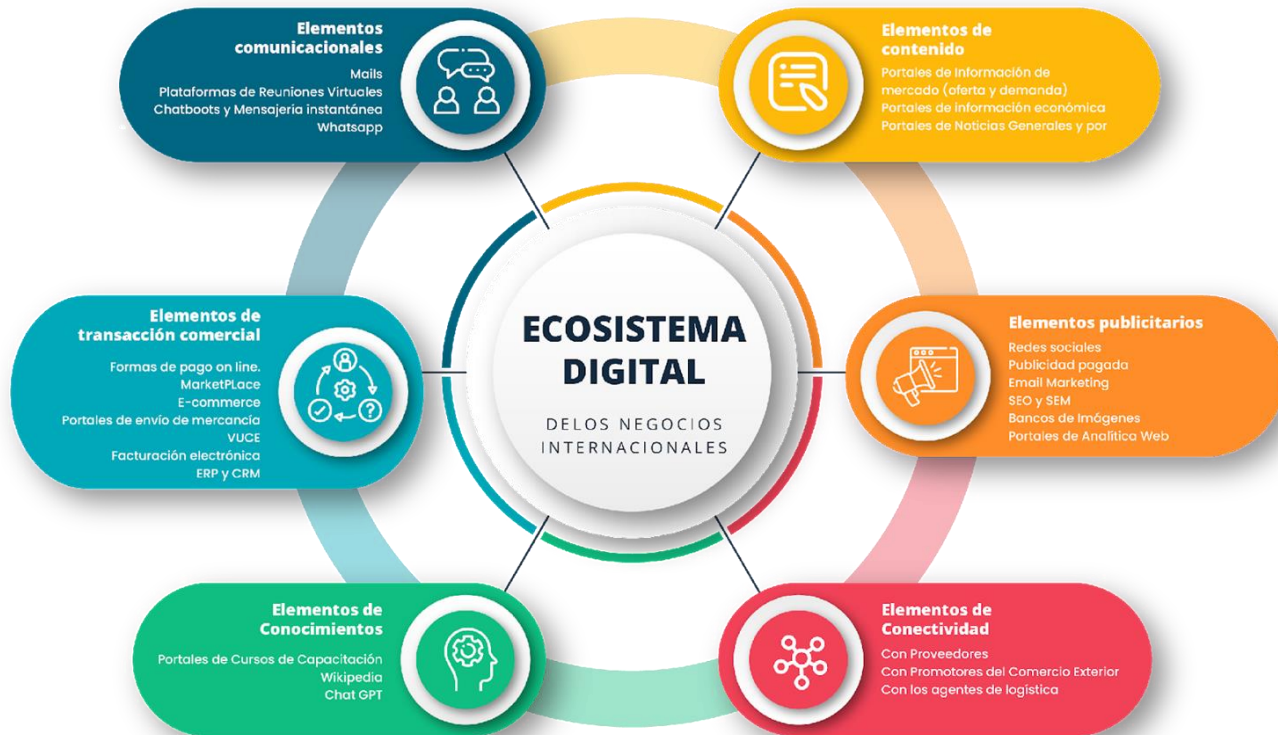 Elementos
comunicacionales
Mails
Plataformas de Reuniones Virtuales
Chatboots y Mensajeria instantánea
Whatsapp
Elementos de
contenido
Portales de información de
mercado (oferta y demanda)
Portales de información económica
Portales de Noticias Generales y por
Elementos de
transacción comercial
Formas de pago on line.
MarketPLace
E-commerce
Portales de envío de mercancía
VUCE
Facturación electrónica
ERP y CRM
ECOSISTEMA
DIGITAL
DELOS NEGOCIOS
INTERNACIONALES
Elementos publicitarios
Redes sociales
Publicidad pagada
Email Marketing
SEO y SEM
Bancos de Imógenes
Portales de Analítica Web
Elementos de
Conocimientos
Portales de Cursos de Capacitación
Wikipedia
Chat GPT
Elementos de
Conectividad
Con Proveedores
Con Promotores del Comercio Exterior
Con los agentes de logística